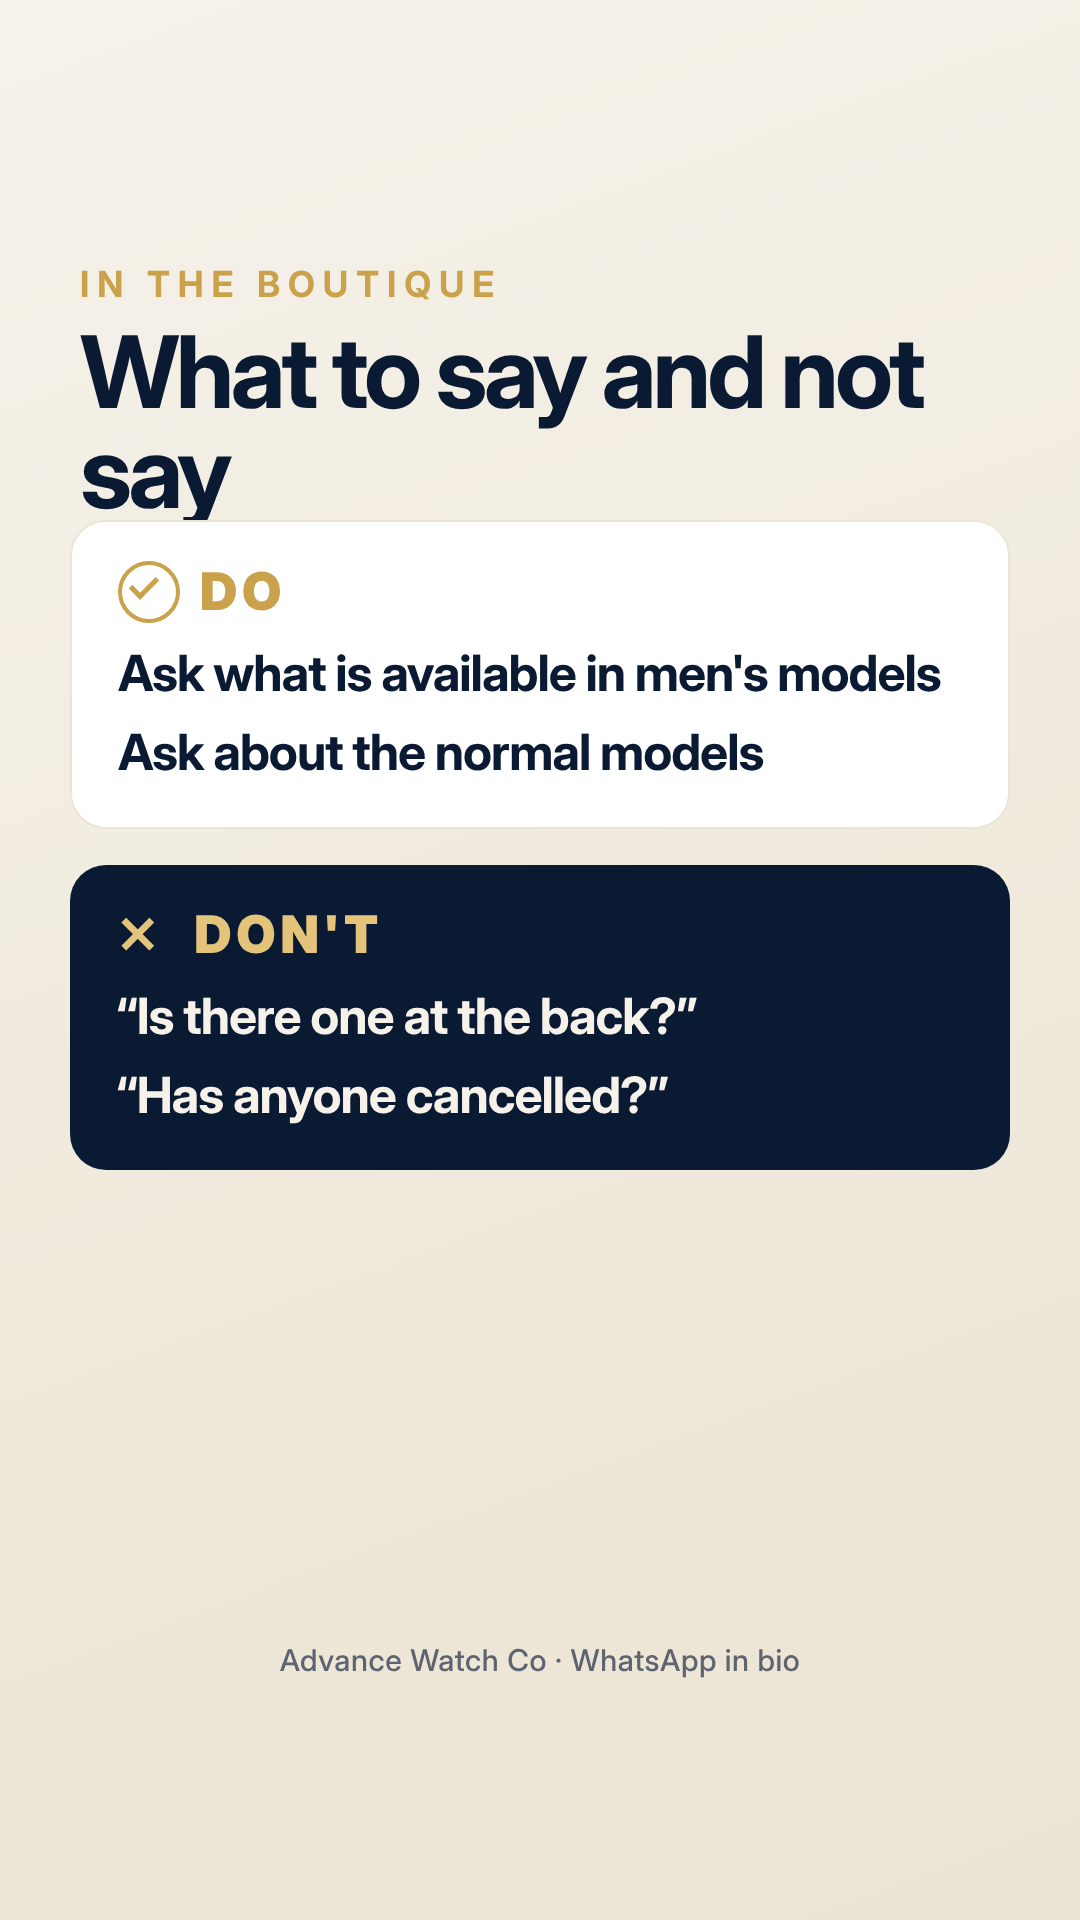 IN THE BOUTIQUE
What to say and not
say
DO
Ask what is available in men's models
Ask about the normal models
DON'T
“Is there one at the back?”
“Has anyone cancelled?”
Advance Watch Co · WhatsApp in bio